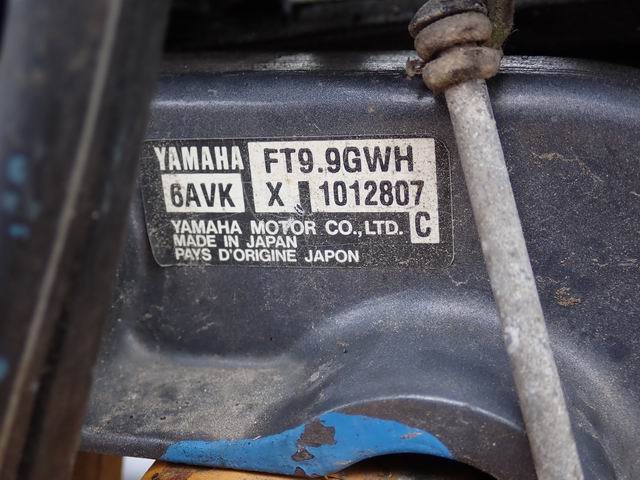 YAMAHA FT9.9GWH
6AVK X 1012807
YAMAHA MOTOR CO.,LTD. C
MADE IN JAPAN
PAYS D'ORIGINE JAPON